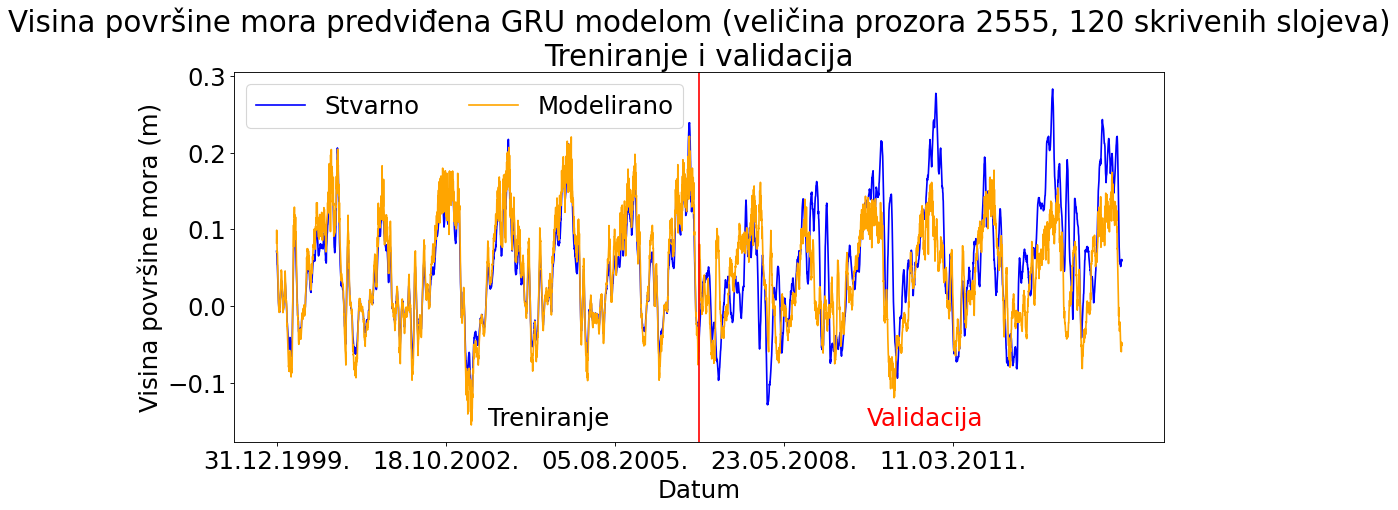 Visina površine mora predviđena GRU modelom (veličina prozora 2555, 120 skrivenih slojeva)
Treniranje i validacija
Stvarno
Modelirano
Visina površine mora (m)
0.3
0.2
0.1
0.0
−0.1
Treniranje
Validacija
31.12.1999.
18.10.2002.
05.08.2005.
23.05.2008.
11.03.2011.
Datum